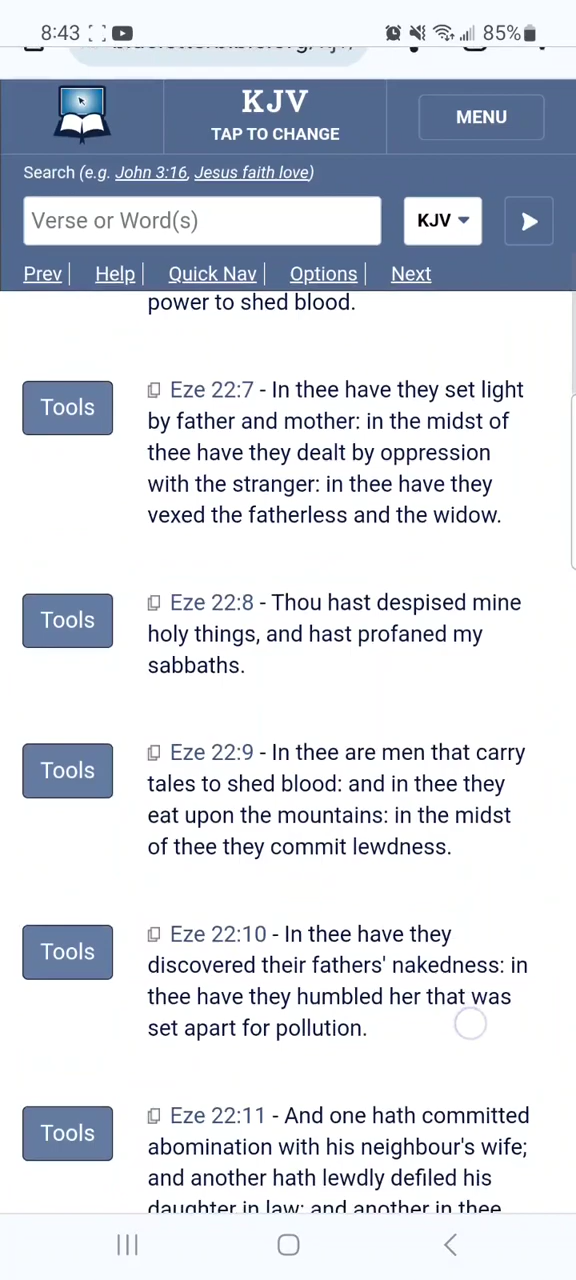 8:43
85%
KJV
TAP TO CHANGE
MENU
Search (e.g. John 3:16, Jesus faith love)
Verse or Word(s)
KJV
Prev | Help | Quick Nav | Options | Next
power to shed blood.
Tools
Eze 22:7 - In thee have they set light
by father and mother: in the midst of
thee have they dealt by oppression
with the stranger: in thee have they
vexed the fatherless and the widow.
Tools
Eze 22:8 - Thou hast despised mine
holy things, and hast profaned my
sabbaths.
Tools
Eze 22:9 - In thee are men that carry
tales to shed blood: and in thee they
eat upon the mountains: in the midst
of thee they commit lewdness.
Tools
Eze 22:10 - In thee have they
discovered their fathers' nakedness: in
thee have they humbled her that was
set apart for pollution.
Tools
Eze 22:11 - And one hath committed
abomination with his neighbour's wife;
and another hath lewdly defiled his
daughter in law; and another in thee